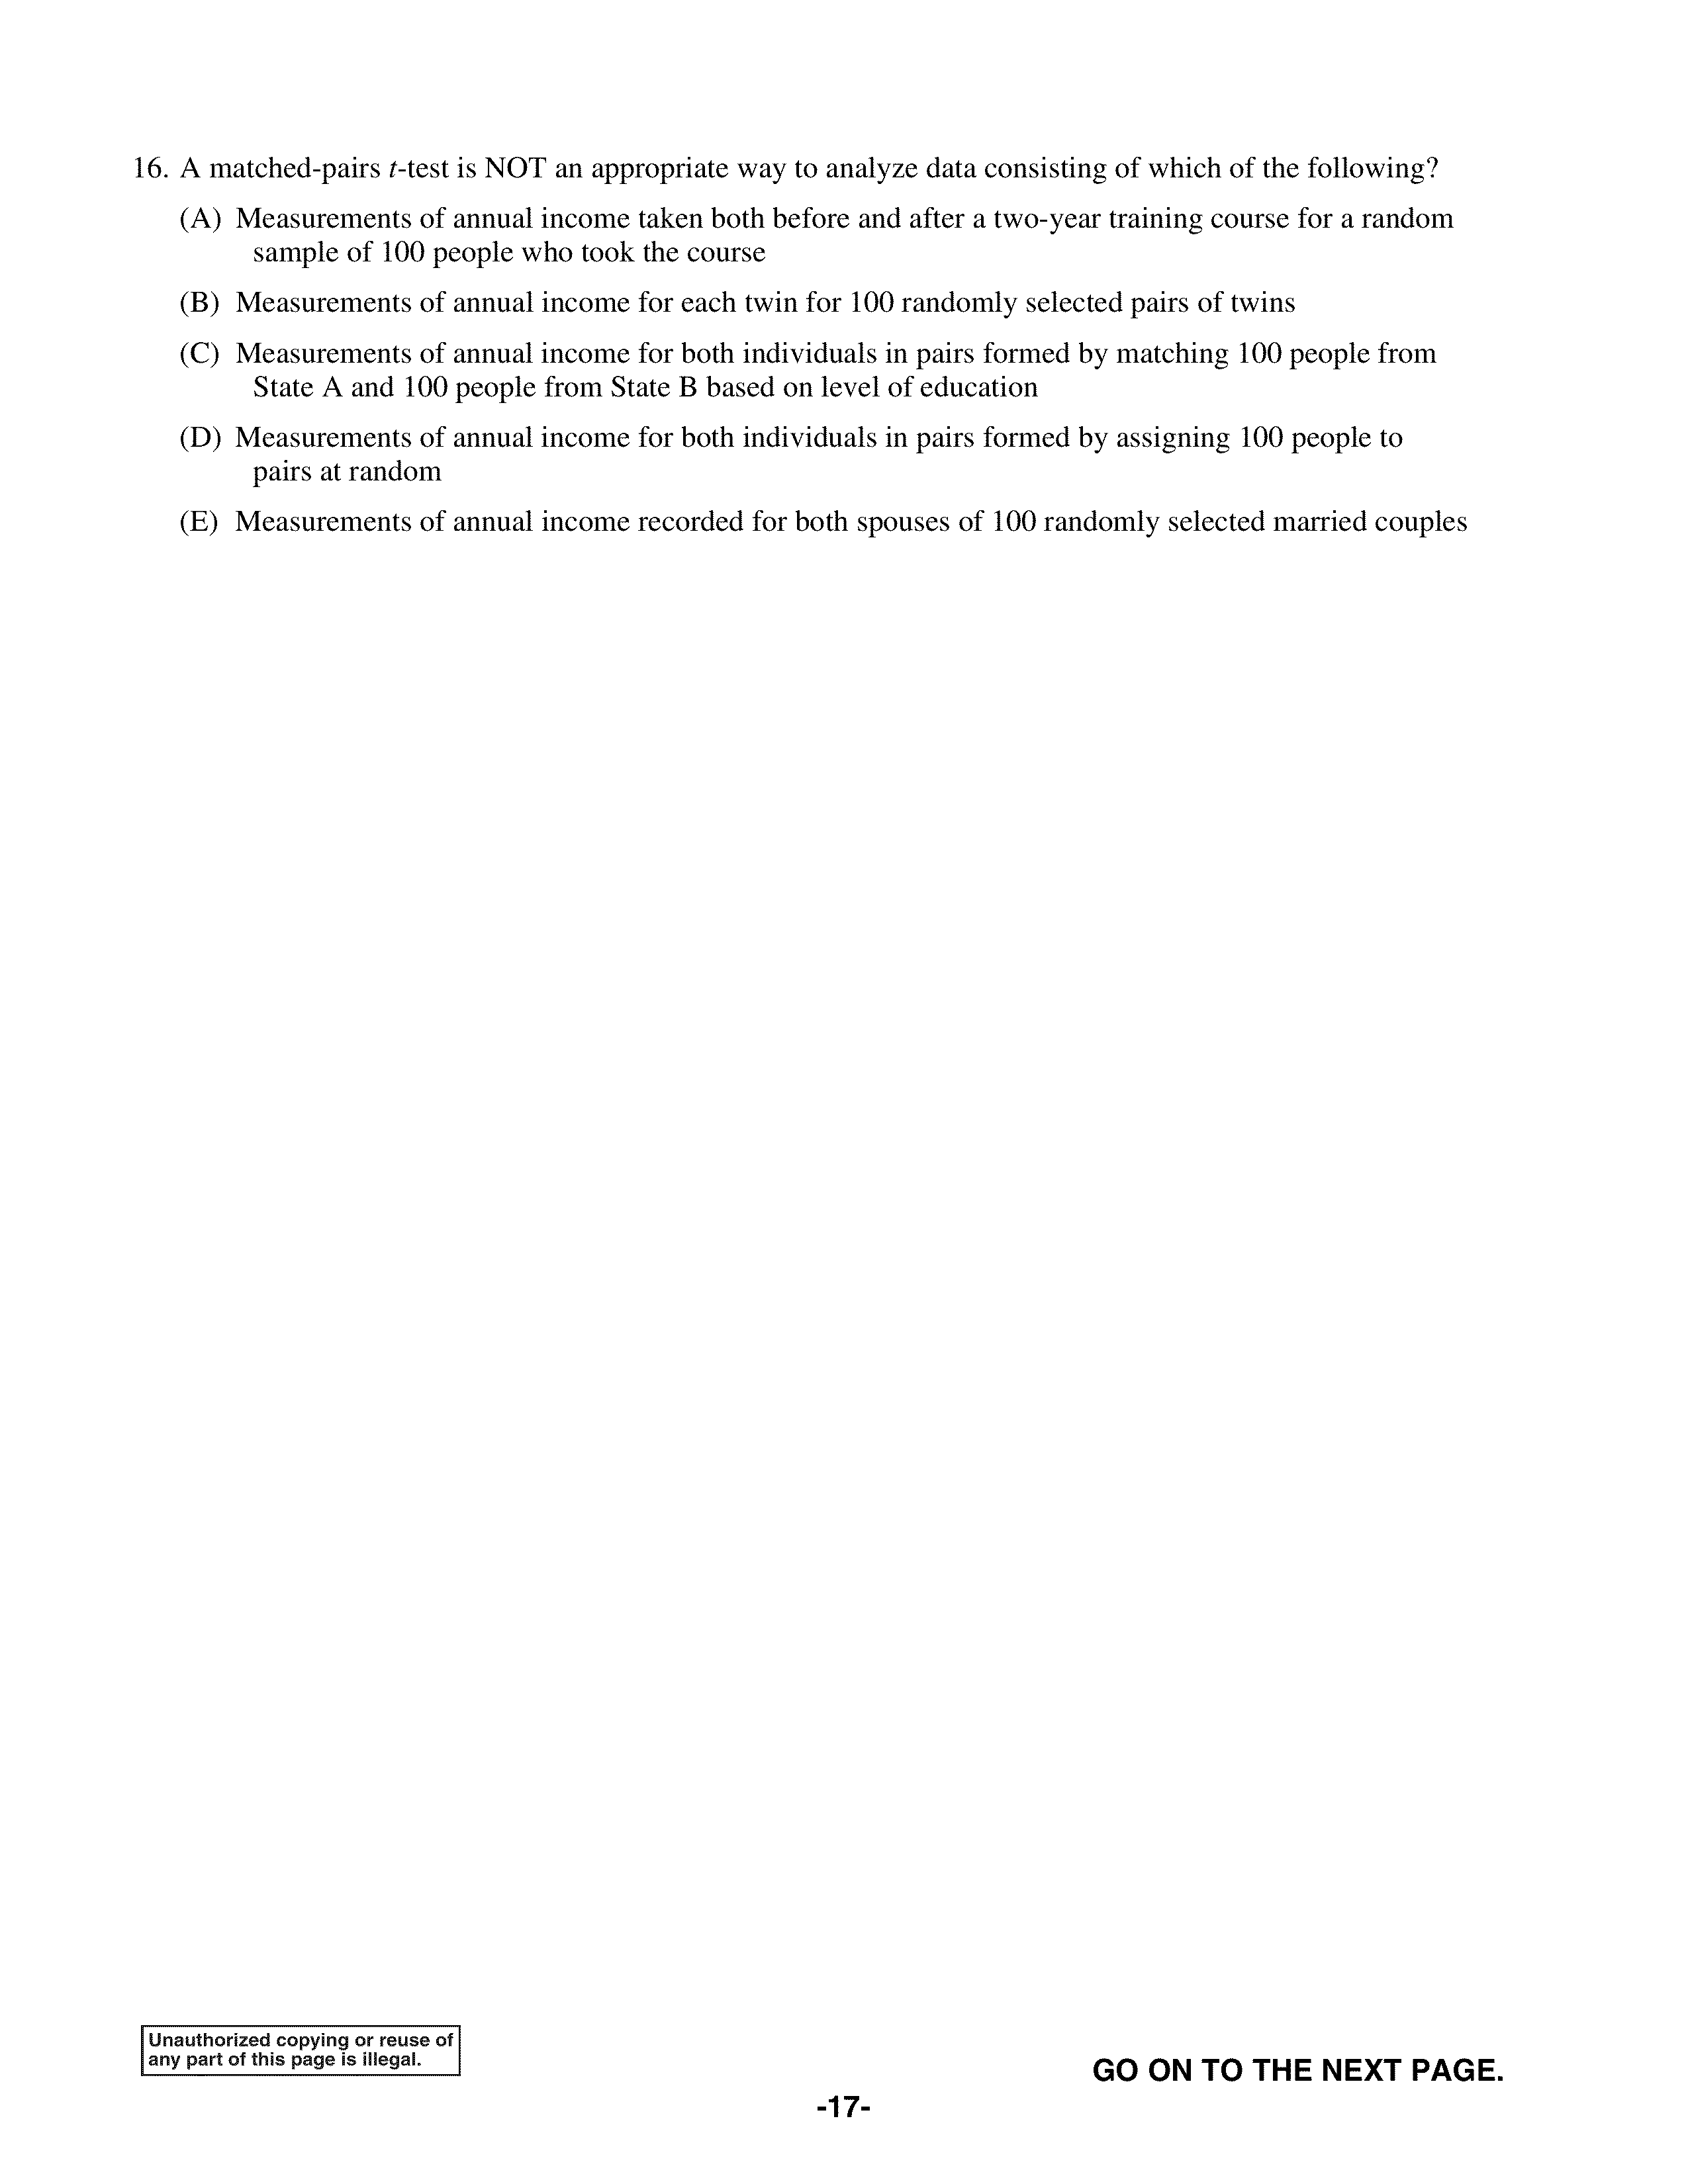 16. A matched-pairs t-test is NOT an appropriate way to analyze data consisting of which of the following?
(A) Measurements of annual income taken both before and after a two-year training course for a random
sample of 100 people who took the course
(B) Measurements of annual income for each twin for 100 randomly selected pairs of twins
(C) Measurements of annual income for both individuals in pairs formed by matching 100 people from
State A and 100 people from State B based on level of education
(D) Measurements of annual income for both individuals in pairs formed by assigning 100 people to
pairs at random
(E) Measurements of annual income recorded for both spouses of 100 randomly selected married couples
Unauthorized copying or reuse of
any part of this page is illegal.
GO ON TO THE NEXT PAGE.
-17-